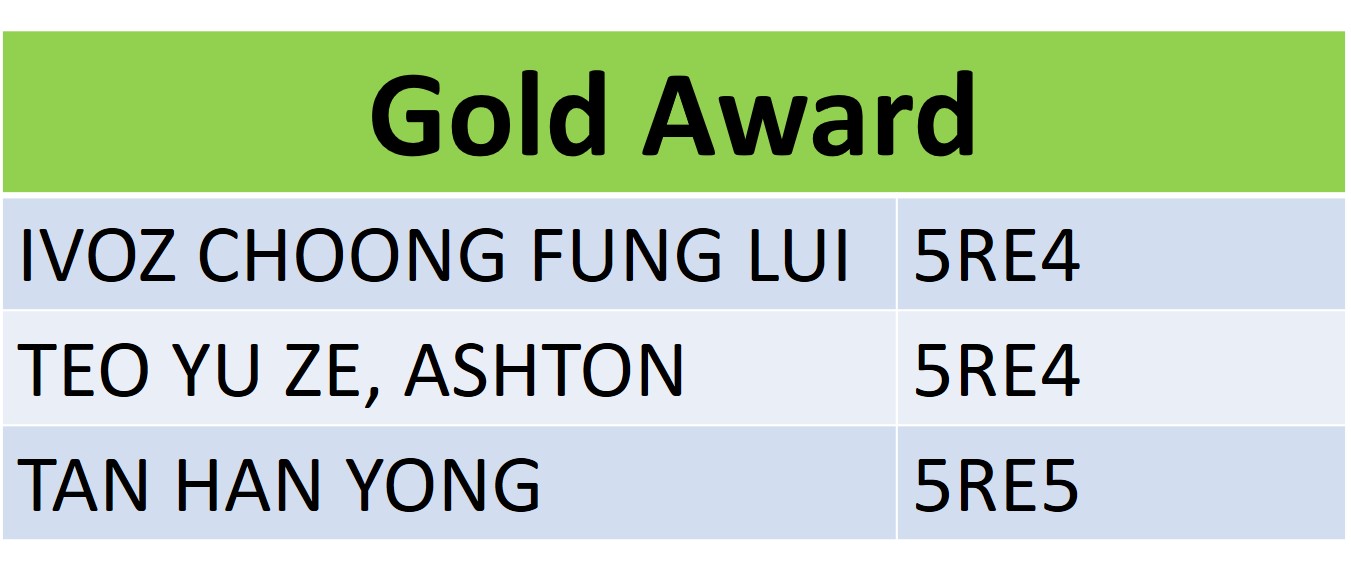 Gold Award
IVOZ CHOONG FUNG LUI 5RE4
TEO YU ZE, ASHTON 5RE4
TAN HAN YONG 5RE5